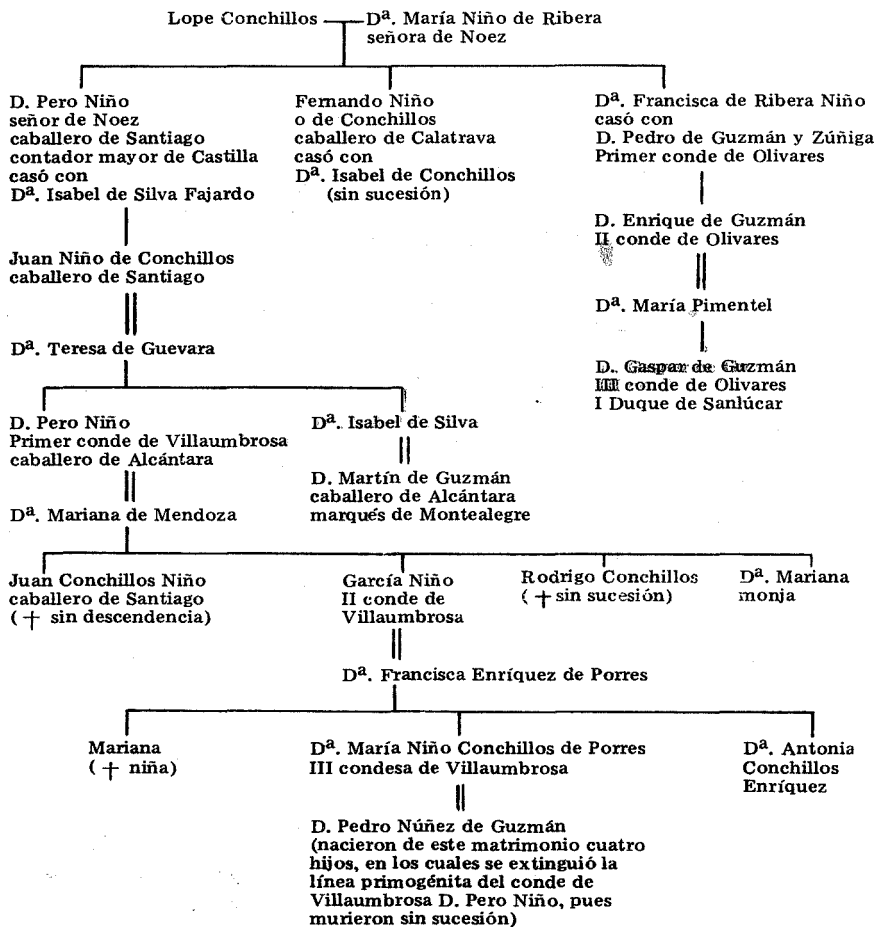 Lope Conchillos
Dª. María Niño de Ribera
señora de Noez
D. Pero Niño
señor de Noez
caballero de Santiago
contador mayor de Castilla
casó con
Dª. Isabel de Silva Fajardo
Fernando Niño
o de Conchillos
caballero de Calatrava
casó con
Dª. Isabel de Conchillos
(sin sucesión)
Dª. Francisca de Ribera Niño
casó con
D. Pedro de Guzmán y Zúñiga
Primer conde de Olivares
Juan Niño de Conchillos
caballero de Santiago
D. Enrique de Guzmán
II conde de Olivares
Dª. María Pimentel
Dª. Teresa de Guevara
D. Gaspar de Guzmán
III conde de Olivares
I Duque de Sanlúcar
D. Pero Niño
Primer conde de Villaumbrosa
caballero de Alcántara
Dª. Isabel de Silva
D. Martín de Guzmán
caballero de Alcántara
marqués de Montealegre
Dª. Mariana de Mendoza
Juan Conchillos Niño
caballero de Santiago
(† sin descendencia)
García Niño
II conde de
Villaumbrosa
Rodrigo Conchillos
(† sin sucesión)
Dª. Mariana
monja
Dª. Francisca Enríquez de Porres
Mariana
(† niña)
Dª. María Niño Conchillos de Porres
III condesa de Villaumbrosa
Dª. Antonia
Conchillos
Enríquez
D. Pedro Núñez de Guzmán
(nacieron de este matrimonio cuatro
hijos, en los cuales se extinguió la
línea primogénita del conde de
Villaumbrosa D. Pero Niño, pues
murieron sin sucesión)